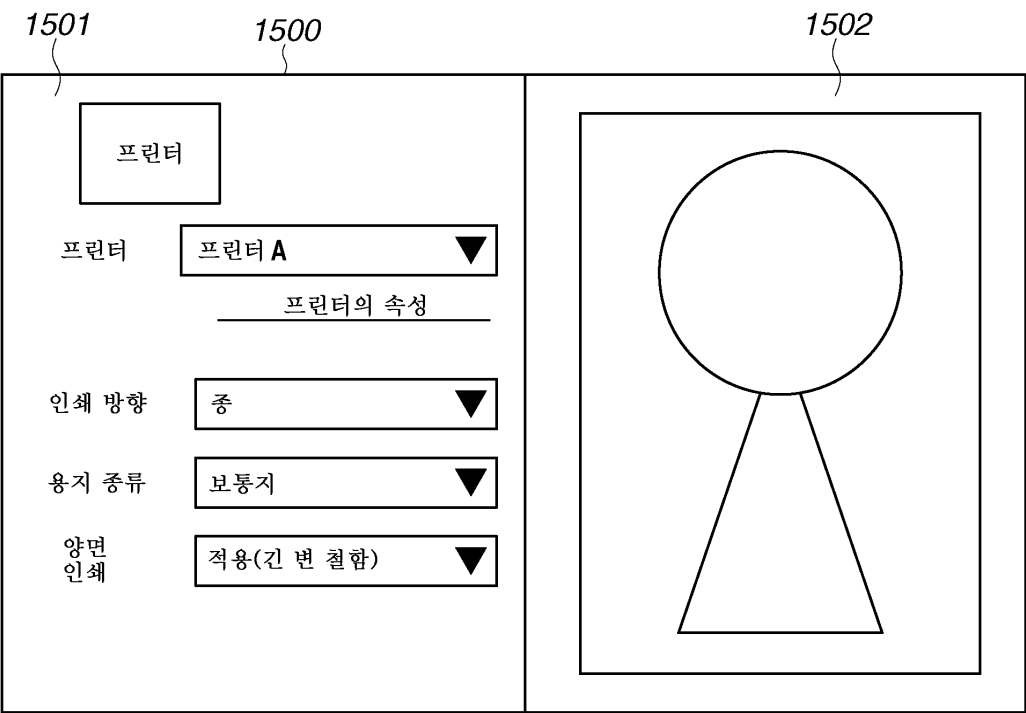 1501
1500
1502
프린터
프린터
프린터 A
프린터의 속성
인쇄 방향
종
용지 종류
보통지
양면
인쇄
적용(긴 변 철함)